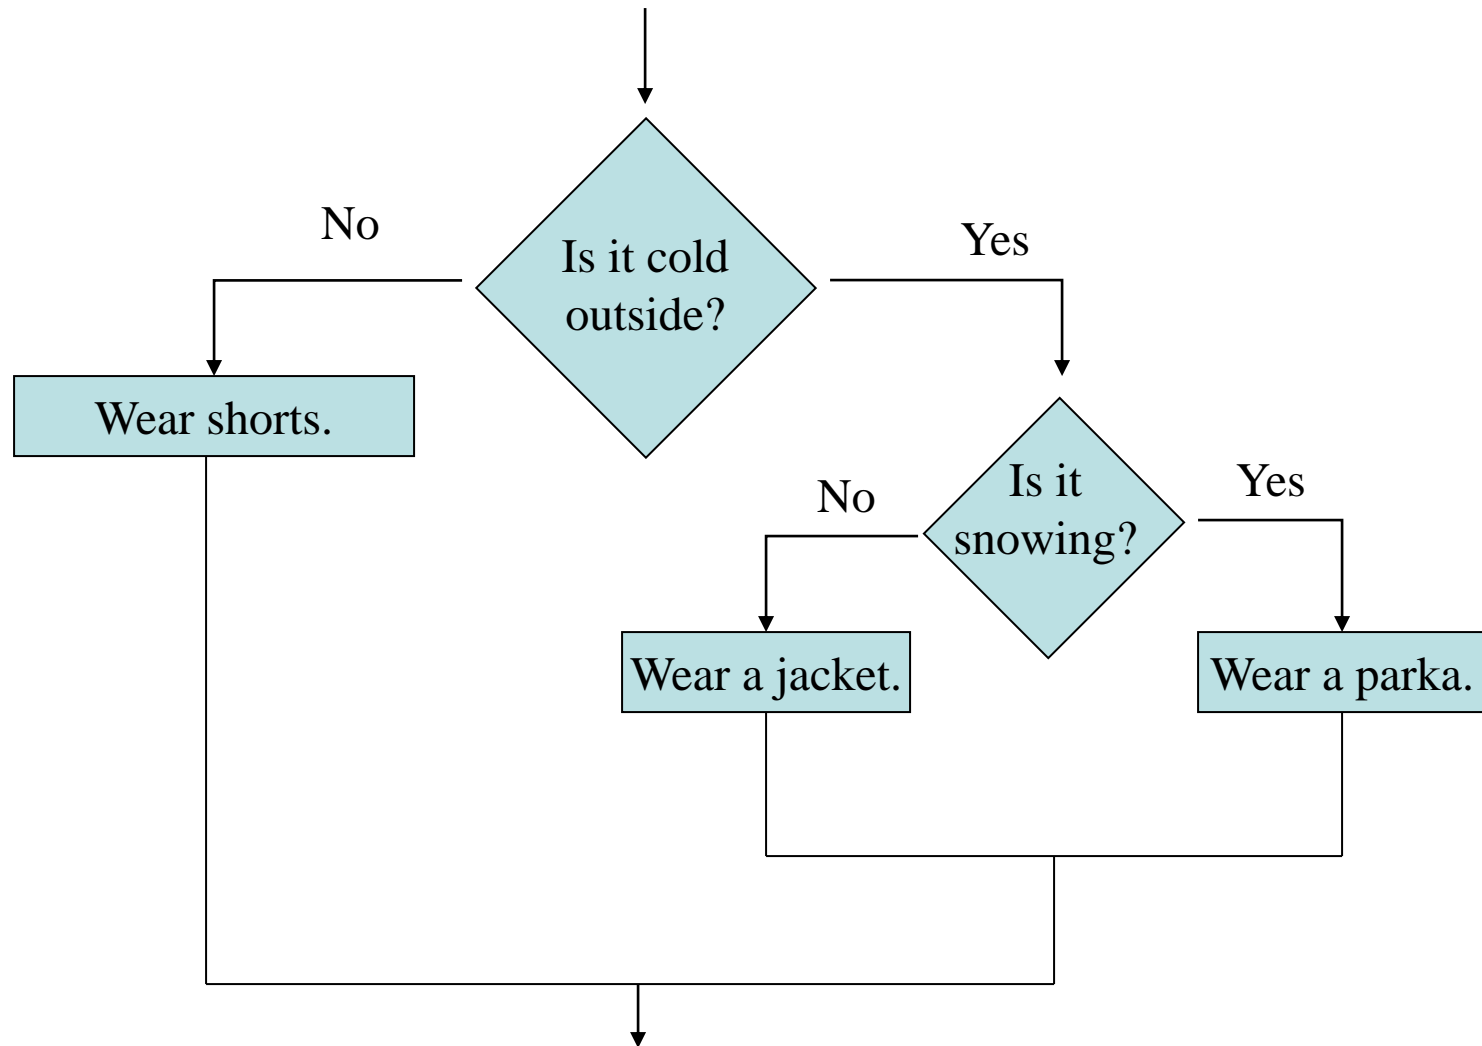 No
Yes
Is it cold
outside?
Wear shorts.
No
Is it
snowing?
Yes
Wear a jacket.
Wear a parka.